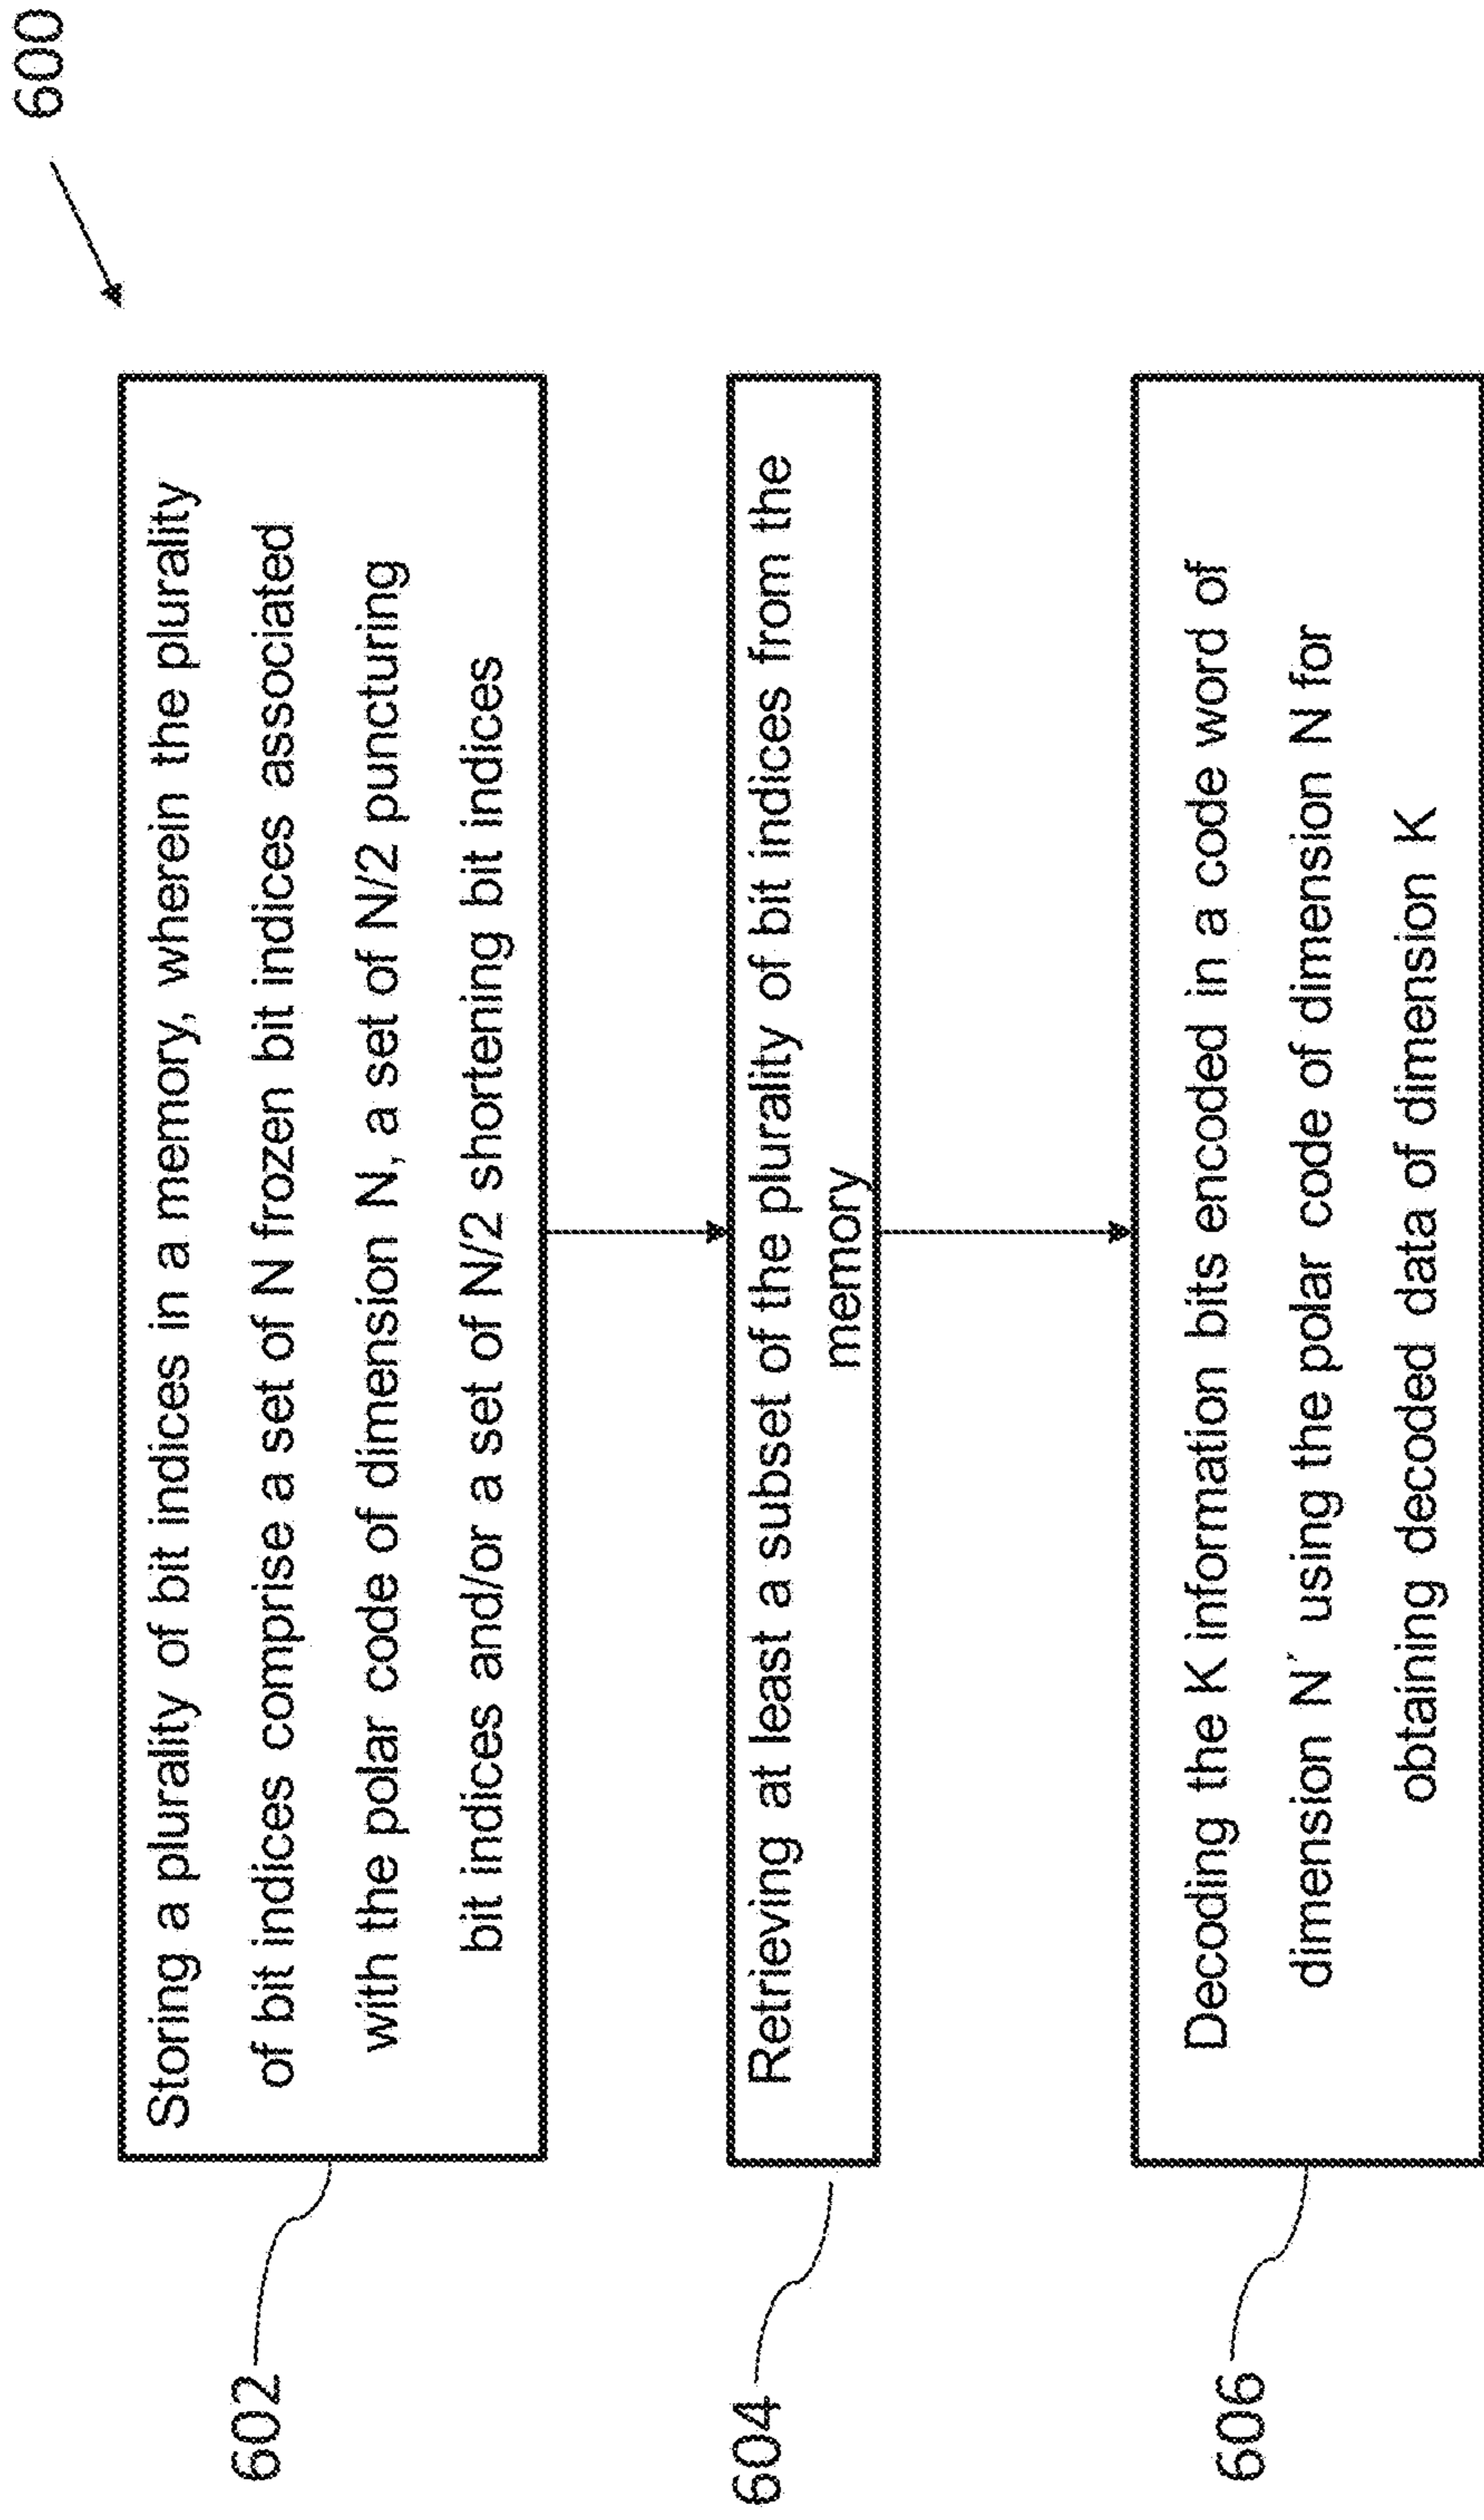 600
602
Storing a plurality of bit indices in a memory, wherein the plurality
of bit indices comprise a set of N frozen bit indices associated
with the polar code of dimension N, a set of N/2 puncturing
bit indices and/or a set of N/2 shortening bit indices
604
Retrieving at least a subset of the plurality of bit indices from the
memory
606
Decoding the K information bits encoded in a code word of
dimension N´ using the polar code of dimension N for
obtaining decoded data of dimension K